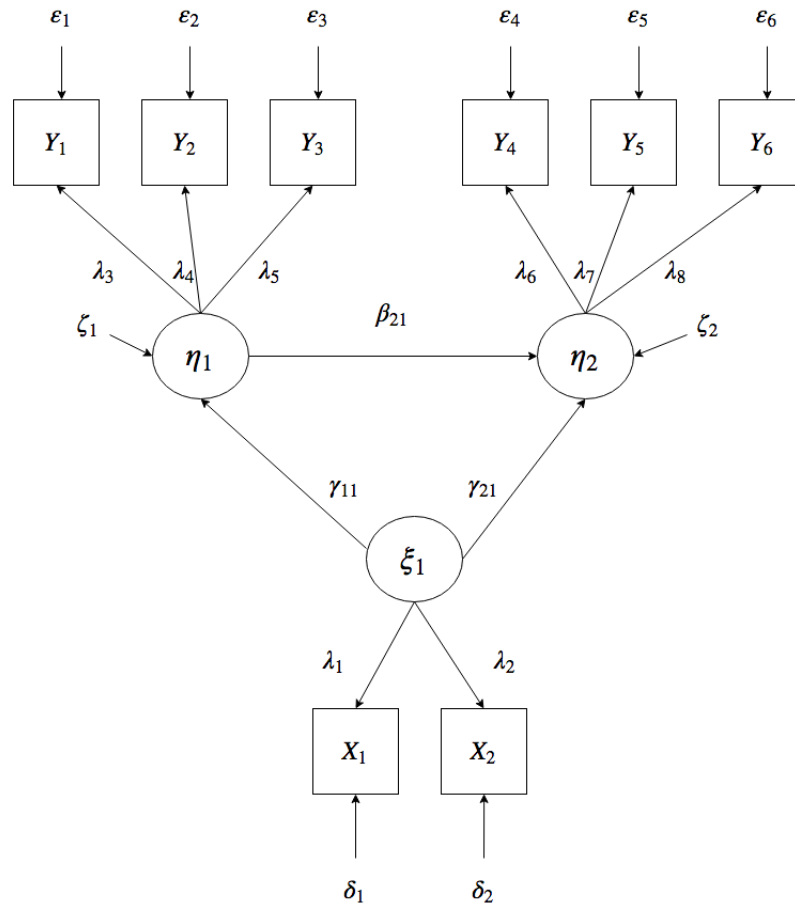 ε₁ ε₂ ε₃ ε₄ ε₅ ε₆
Y₁ Y₂ Y₃ Y₄ Y₅ Y₆
λ₃ λ₄ λ₅ λ₆ λ₇ λ₈
ζ₁ β₂₁ ζ₂
η₁ η₂
γ₁₁ γ₂₁
ξ₁
λ₁ λ₂
X₁ X₂
δ₁ δ₂